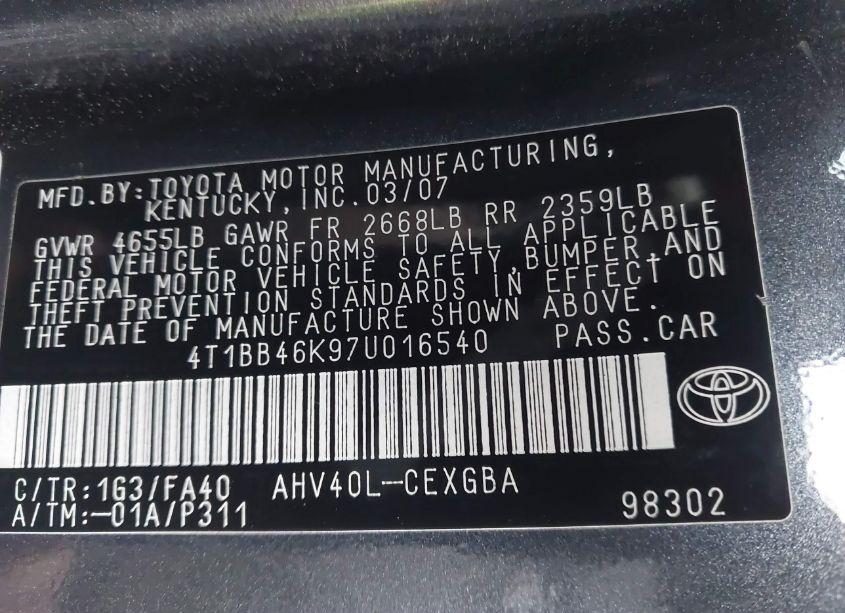 MFD.BY:TOYOTA MOTOR MANUFACTURING,
KENTUCKY, INC.03/07
GVWR 4655LB GAWR FR 2668LB RR 2359LB
THIS VEHICLE CONFORMS TO ALL APPLICABLE
FEDERAL MOTOR VEHICLE SAFETY,BUMPER,AND
THEFT PREVENTION STANDARDS IN EFFECT ON
THE DATE OF MANUFACTURE SHOWN ABOVE.
4T1BB46K97U016540 PASS.CAR
C/TR:1G3/FA40 AHV40L-CEXGBA
A/TM:-01A/P311 98302